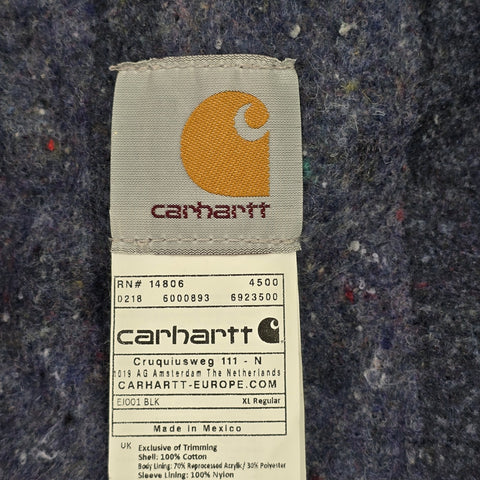 carhartt
RN# 14806 4500
0218 6000893 6923500
carhartt
Cruquiusweg 111 - N
1019 AG Amsterdam The Netherlands
CARHARTT-EUROPE.COM
EJ001 BLK XL Regular
Made in Mexico
UK Exclusive of Trimming
Shell: 100% Cotton
Body Lining: 70% Reprocessed Acrylic/ 30% Polyester
Sleeve Lining: 100% Nylon